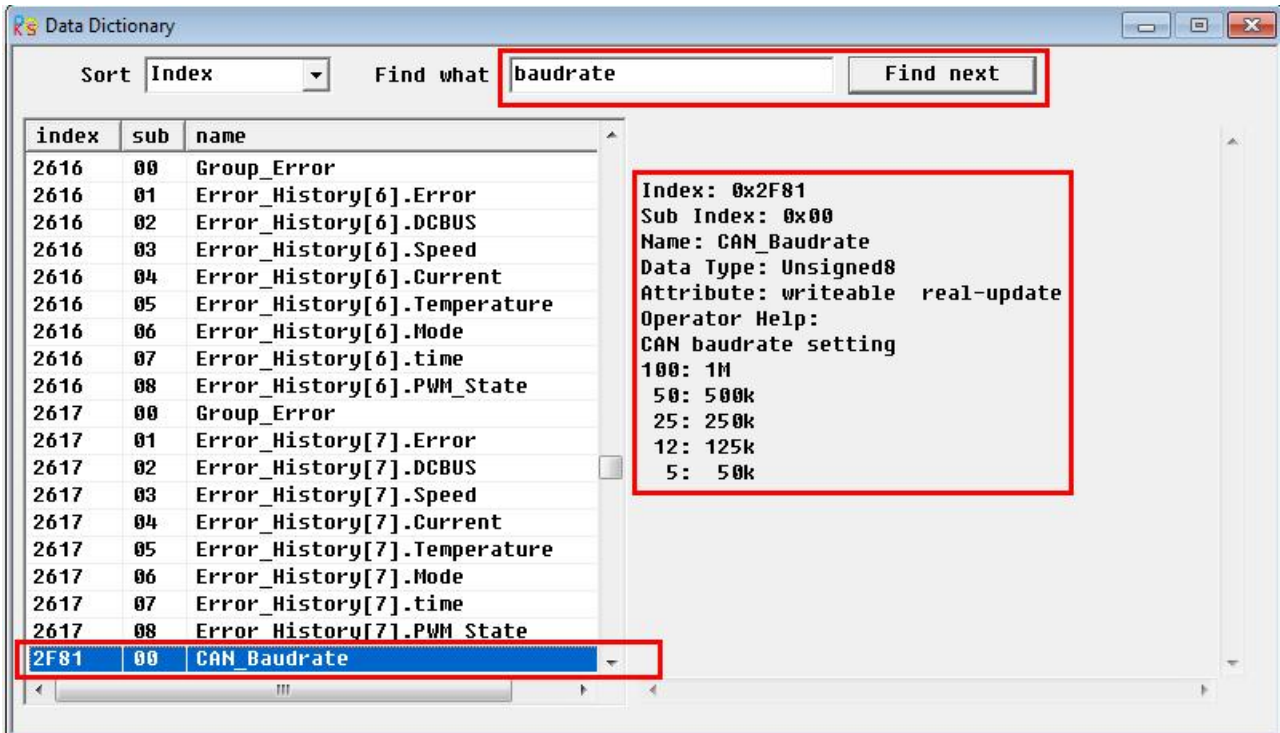 Data Dictionary
Sort Index Find what baudrate Find next
index sub name
2616 00 Group_Error
2616 01 Error_History[6].Error
2616 02 Error_History[6].DCBUS
2616 03 Error_History[6].Speed
2616 04 Error_History[6].Current
2616 05 Error_History[6].Temperature
2616 06 Error_History[6].Mode
2616 07 Error_History[6].time
2616 08 Error_History[6].PWM_State
2617 00 Group_Error
2617 01 Error_History[7].Error
2617 02 Error_History[7].DCBUS
2617 03 Error_History[7].Speed
2617 04 Error_History[7].Current
2617 05 Error_History[7].Temperature
2617 06 Error_History[7].Mode
2617 07 Error_History[7].time
2617 08 Error_History[7].PWM_State
2F81 00 CAN_Baudrate
Index: 0x2F81
Sub Index: 0x00
Name: CAN_Baudrate
Data Type: Unsigned8
Attribute: writeable real-update
Operator Help:
CAN baudrate setting
100: 1M
50: 500k
25: 250k
12: 125k
5: 50k